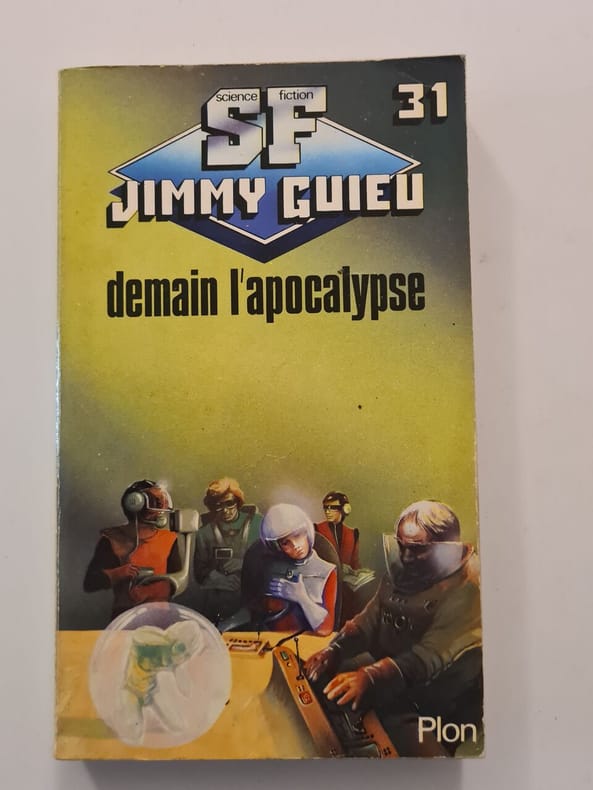 science fiction
SF
31
JIMMY GUIEU
demain l'apocalypse
Plon